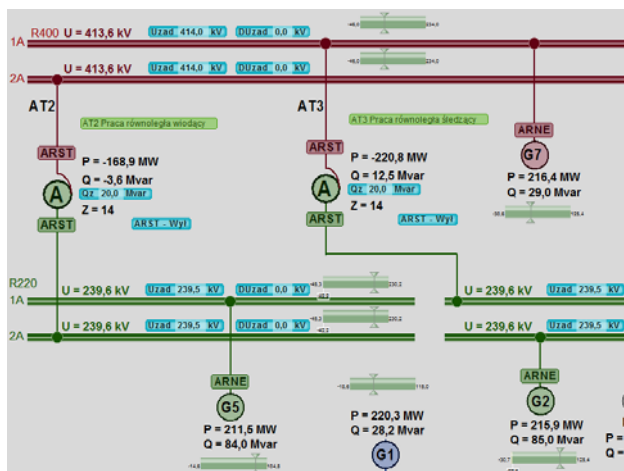 R400 U = 413,6 kV Uzad 414,0 kV DUzad 0,0 kV
1A
U = 413,6 kV Uzad 414,0 kV DUzad 0,0 kV
2A
AT2 AT3
AT2 Praca równoległa wiodący AT3 Praca równoległa śledzący
ARNE
ARST P = -168,9 MW ARST P = -220,8 MW G7
Q = -3,6 Mvar Q = 12,5 Mvar P = 216,4 MW
A Qz 20,0 Mvar A Qz 20,0 Mvar Q = 29,0 Mvar
Z = 14 Z = 14
ARST ARST - Wył ARST ARST - Wył
R220 U = 239,6 kV Uzad 239,5 kV DUzad 0,0 kV U = 239,6 kV Uzad 239,5 kV
1A
U = 239,6 kV Uzad 239,5 kV DUzad 0,0 kV U = 239,6 kV Uzad 239,5 kV
2A
ARNE ARNE
G5 G2
P = 211,5 MW P = 220,3 MW P = 215,9 MW
Q = 84,0 Mvar Q = 28,2 Mvar Q = 85,0 Mvar
G1